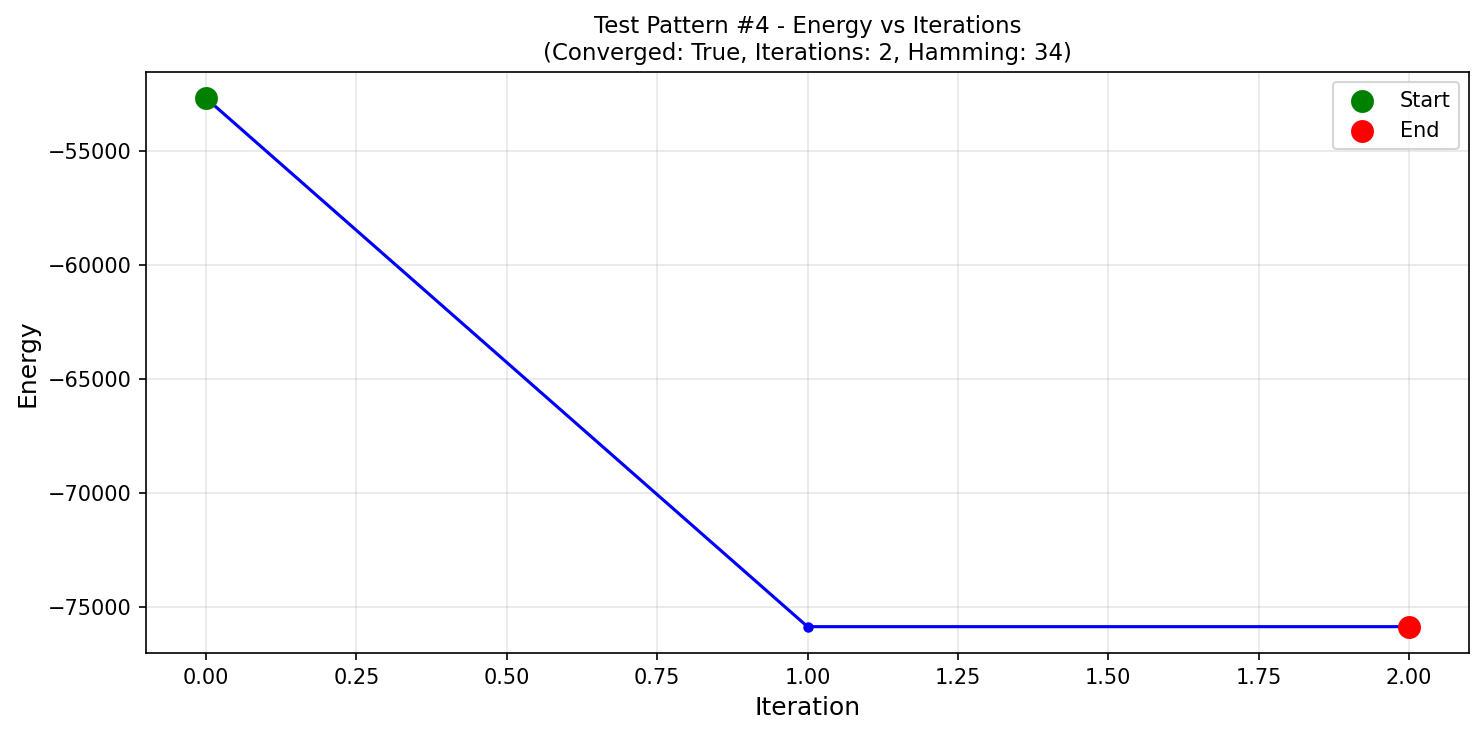 Test Pattern #4 - Energy vs Iterations
(Converged: True, Iterations: 2, Hamming: 34)
Start
End
Energy
−55000
−60000
−65000
−70000
−75000
0.00
0.25
0.50
0.75
1.00
1.25
1.50
1.75
2.00
Iteration